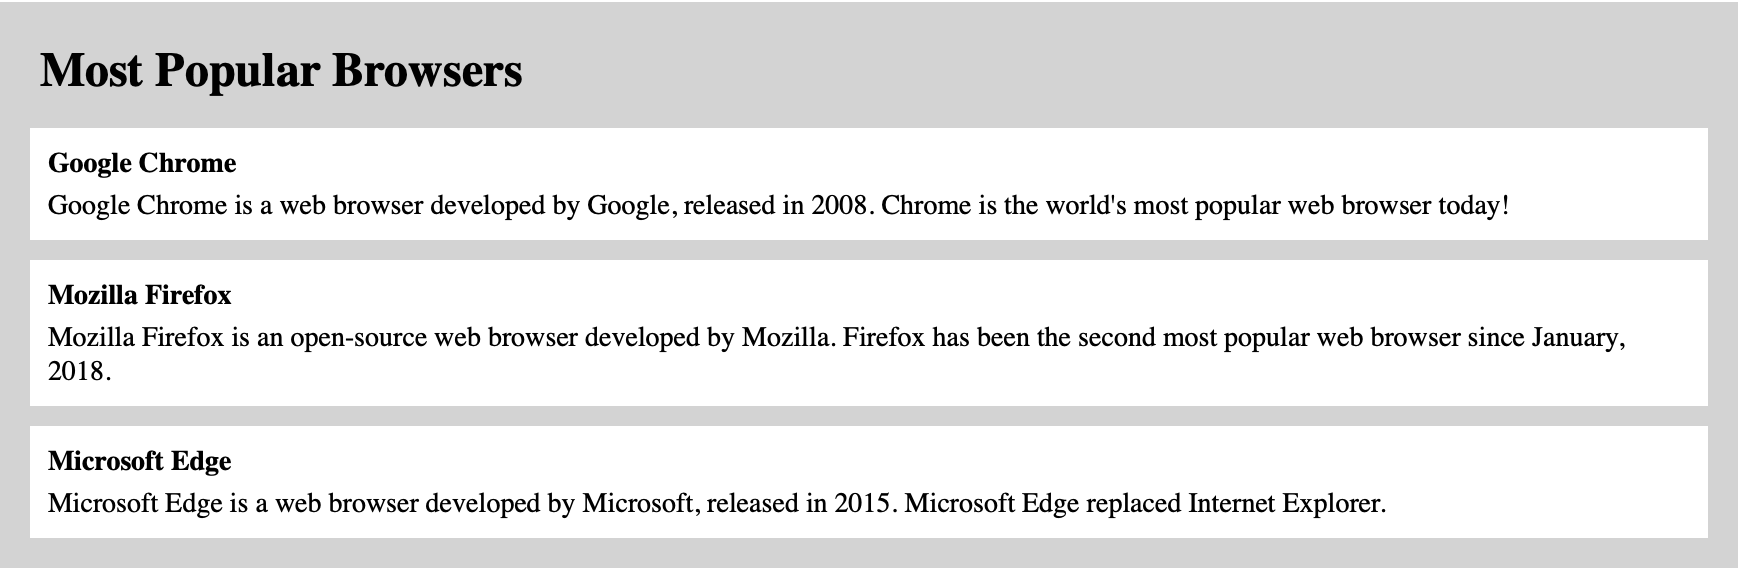 Most Popular Browsers
Google Chrome
Google Chrome is a web browser developed by Google, released in 2008. Chrome is the world's most popular web browser today!
Mozilla Firefox
Mozilla Firefox is an open-source web browser developed by Mozilla. Firefox has been the second most popular web browser since January,
2018.
Microsoft Edge
Microsoft Edge is a web browser developed by Microsoft, released in 2015. Microsoft Edge replaced Internet Explorer.